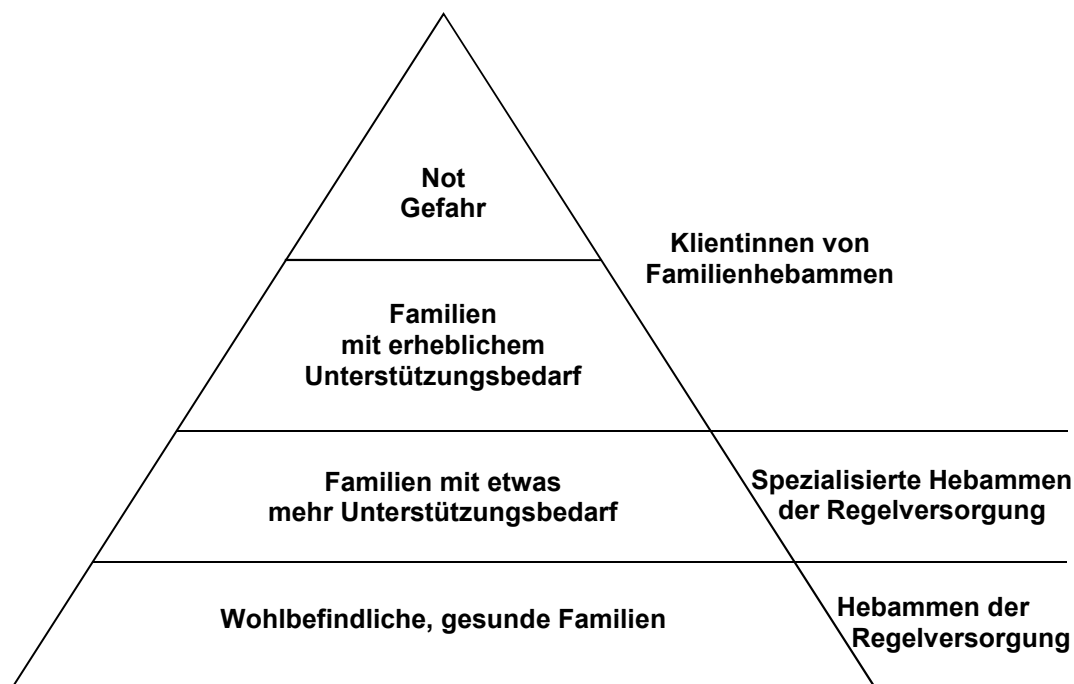 Not
Gefahr
Klientinnen von
Familienhebammen
Familien
mit erheblichem
Unterstützungsbedarf
Familien mit etwas
mehr Unterstützungsbedarf
Spezialisierte Hebammen
der Regelversorgung
Wohlbefindliche, gesunde Familien
Hebammen der
Regelversorgung